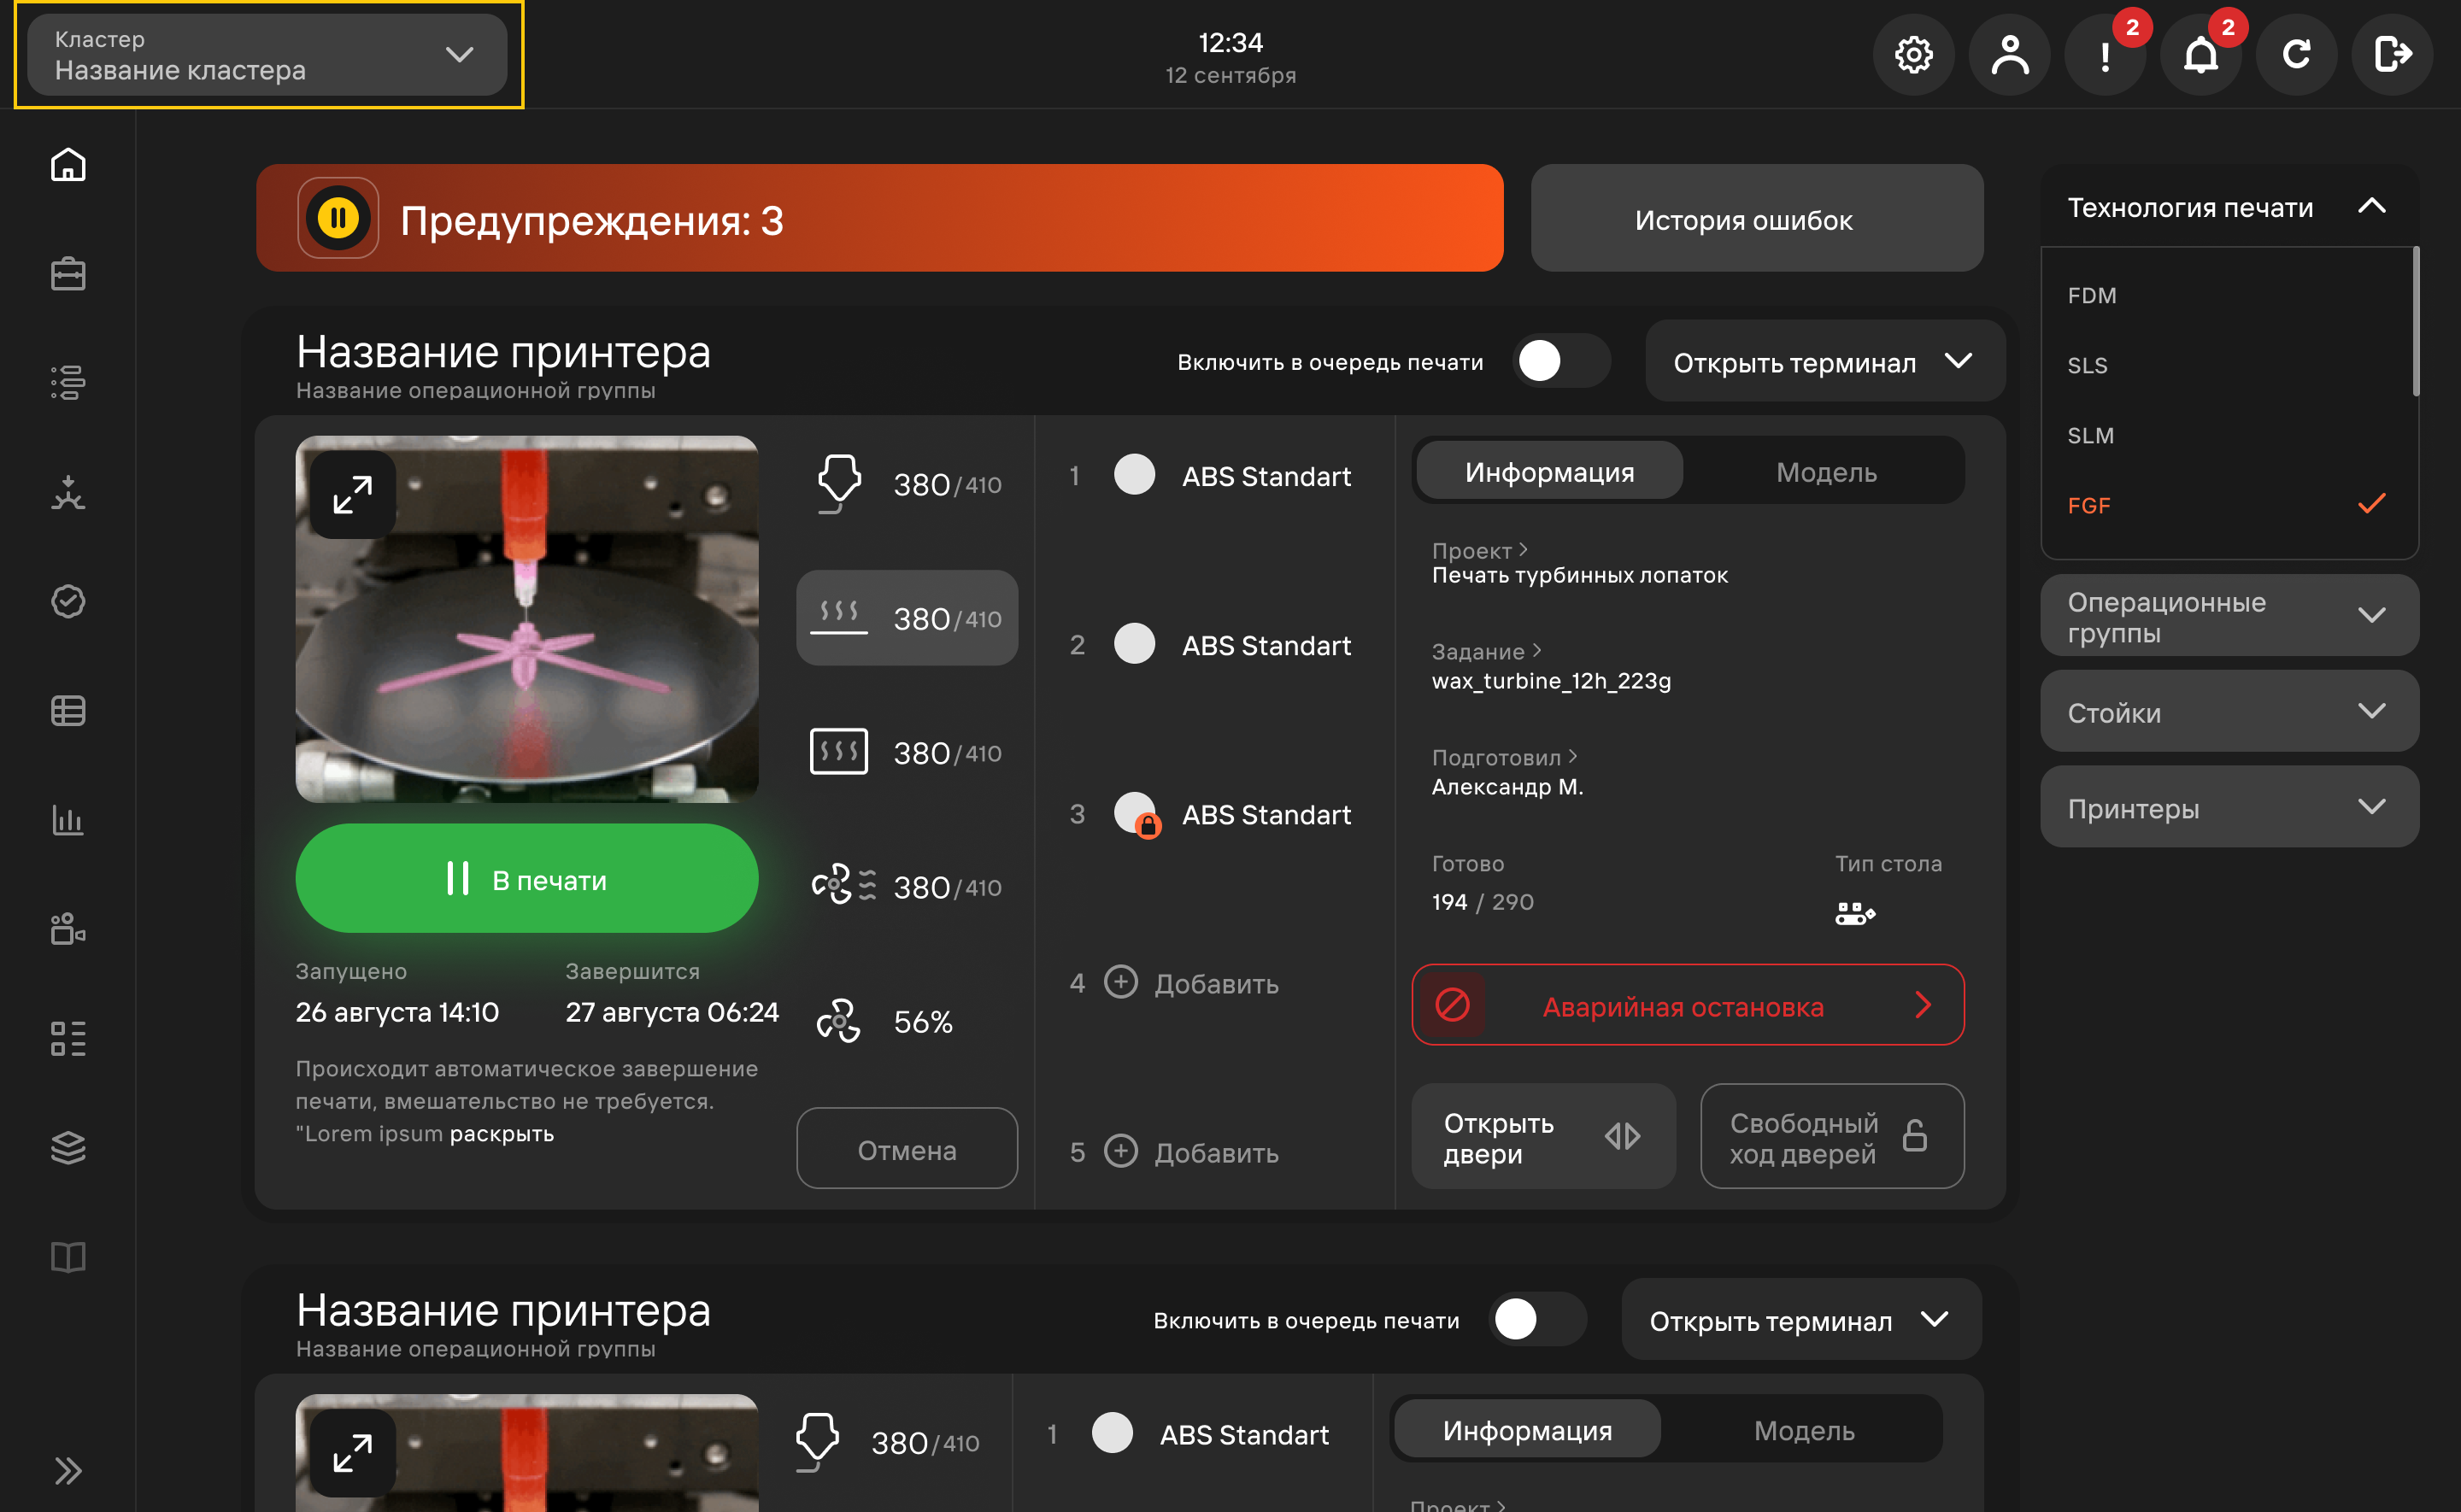 Кластер
Название кластера
12:34
12 сентября
2
2
Предупреждения: 3
История ошибок
Технология печати
FDM
SLS
SLM
FGF
Операционные
группы
Стойки
Принтеры
Название принтера
Название операционной группы
Включить в очередь печати
Открыть терминал
380/410
380/410
380/410
380/410
56%
Отмена
В печати
Запущено
26 августа 14:10
Завершится
27 августа 06:24
Происходит автоматическое завершение
печати, вмешательство не требуется.
"Lorem ipsum раскрыть
1 ABS Standart
2 ABS Standart
3 ABS Standart
4 Добавить
5 Добавить
Информация
Модель
Проект
Печать турбинных лопаток
Задание
wax_turbine_12h_223g
Подготовил
Александр М.
Готово
194 / 290
Тип стола
Аварийная остановка
Открыть
двери
Свободный
ход дверей
Название принтера
Название операционной группы
Включить в очередь печати
Открыть терминал
380/410
1 ABS Standart
Информация
Модель
Проект